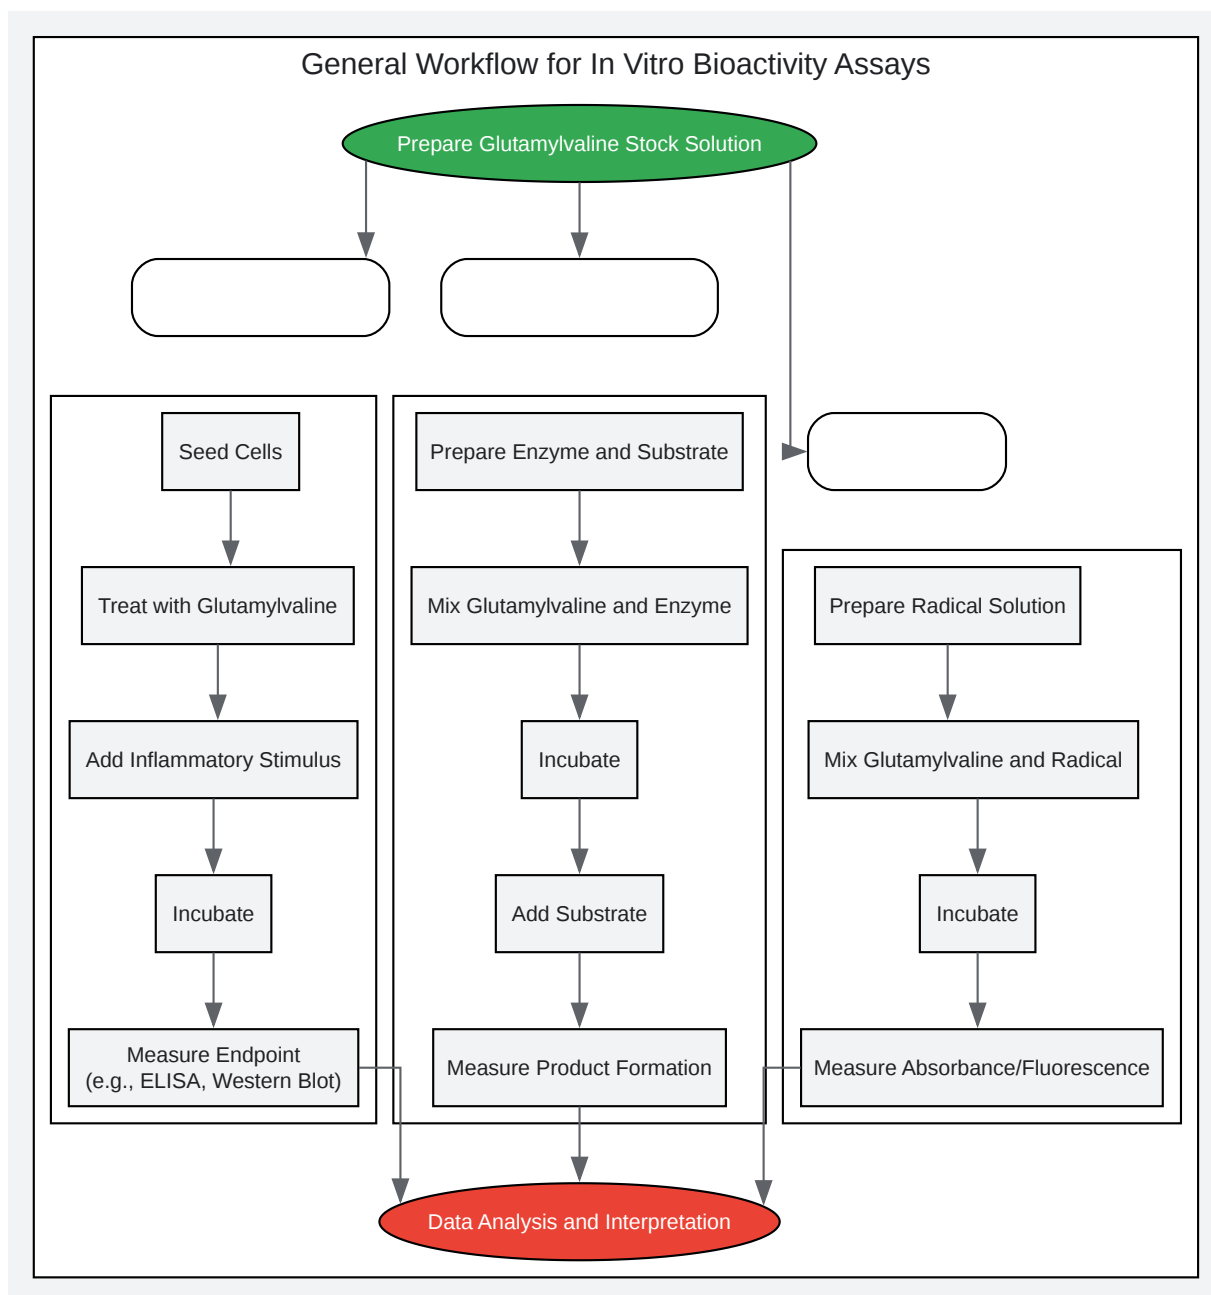 General Workflow for In Vitro Bioactivity Assays
Prepare Glutamylvaline Stock Solution
Seed Cells
Treat with Glutamylvaline
Add Inflammatory Stimulus
Incubate
Measure Endpoint
(e.g., ELISA, Western Blot)
Prepare Enzyme and Substrate
Mix Glutamylvaline and Enzyme
Incubate
Add Substrate
Measure Product Formation
Prepare Radical Solution
Mix Glutamylvaline and Radical
Incubate
Measure Absorbance/Fluorescence
Data Analysis and Interpretation